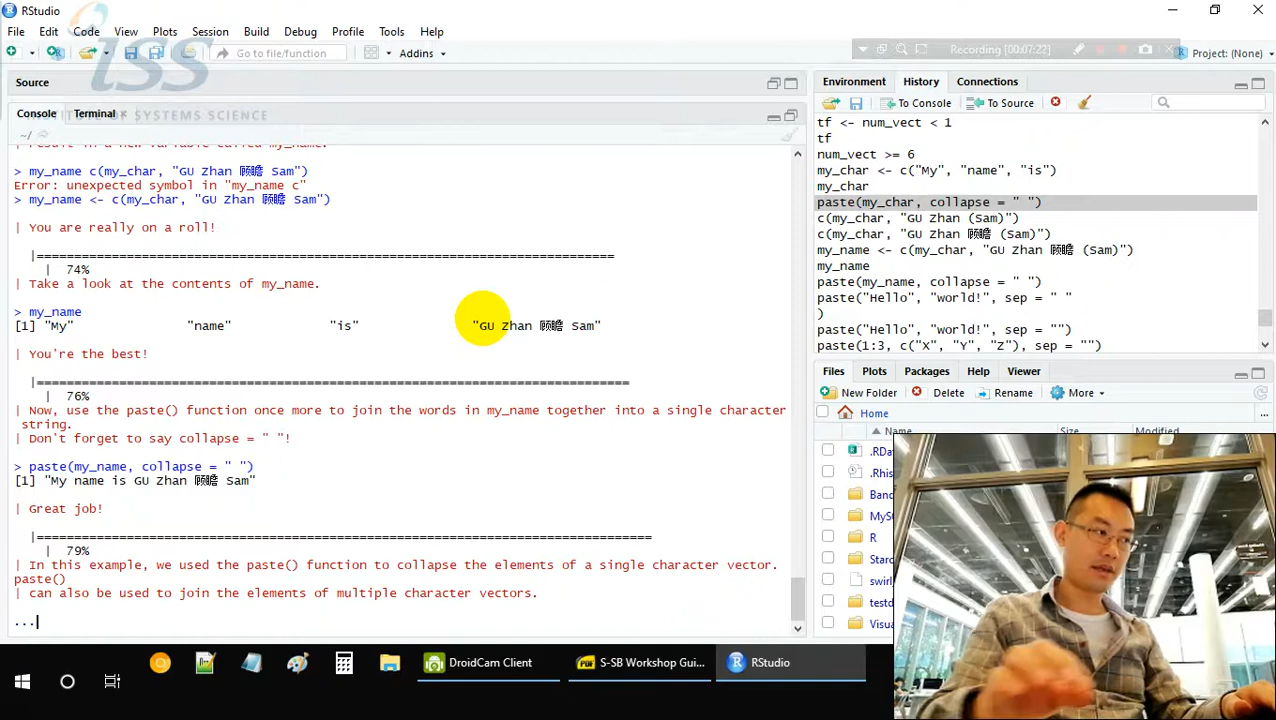 RStudio
File Edit Code View Plots Session Build Debug Profile Tools Help
Go to file/function
Addins
Recording [00:07:22]
Project: (None)
iss
INSTITUTE OF SYSTEMS SCIENCE
Source
Console Terminal ×
~/
| result in a new variable called my_name.
> my_name c(my_char, "GU Zhan 顾瞻 Sam")
Error: unexpected symbol in "my_name c"
> my_name <- c(my_char, "GU Zhan 顾瞻 Sam")
| You are really on a roll!
|=============================================================================
| 74%
| Take a look at the contents of my_name.
> my_name
[1] "My" "name" "is" "GU Zhan 顾瞻 Sam"
| You're the best!
|===============================================================================
| 76%
| Now, use the paste() function once more to join the words in my_name together into a single character
string.
| Don't forget to say collapse = " "!
> paste(my_name, collapse = " ")
[1] "My name is GU Zhan 顾瞻 Sam"
| Great job!
|==================================================================================
| 79%
| In this example, we used the paste() function to collapse the elements of a single character vector.
paste()
| can also be used to join the elements of multiple character vectors.
...
Environment History Connections
To Console To Source
tf <- num_vect < 1
tf
num_vect >= 6
my_char <- c("My", "name", "is")
my_char
paste(my_char, collapse = " ")
c(my_char, "GU Zhan (Sam)")
c(my_char, "GU Zhan 顾瞻 (Sam)")
my_name <- c(my_char, "GU Zhan 顾瞻 (Sam)")
my_name
paste(my_name, collapse = " ")
paste("Hello", "world!", sep = " "
)
paste("Hello", "world!", sep = "")
paste(1:3, c("X", "Y", "Z"), sep = "")
Files Plots Packages Help Viewer
New Folder Delete Rename More
Home ...
Name Size Modified
.RDa
.Rhis
Band
MyS
R
Starc
swirl
testd
Visua
DroidCam Client
S-SB Workshop Gui...
RStudio